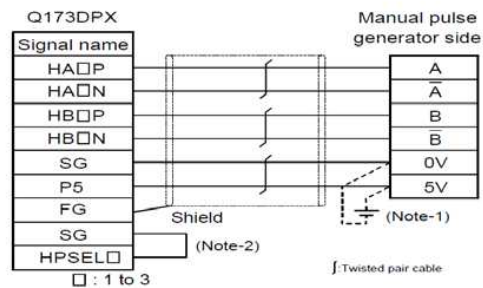 Q173DPX
Manual pulse
generator side
Signal name
HA□P
HA□N
HB□P
HB□N
SG
P5
FG
SG
HPSEL□
A
A̅
B
B̅
0V
5V
Shield
(Note-1)
(Note-2)
□ : 1 to 3
ʃ:Twisted pair cable